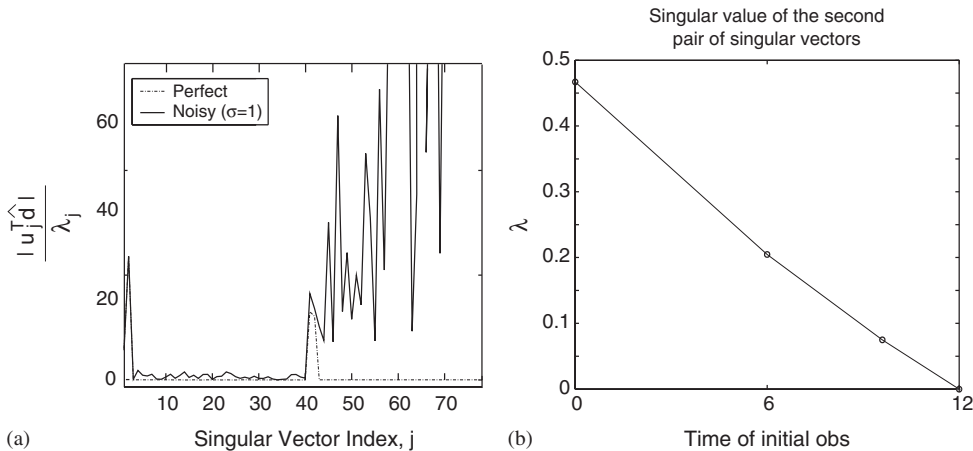 Perfect
Noisy (σ=1)
60
40
20
0
| u_j^T d̂ |
λ_j
10 20 30 40 50 60 70
Singular Vector Index, j
(a)
Singular value of the second
pair of singular vectors
0.5
0.4
0.3
0.2
0.1
0
λ
0 6 12
Time of initial obs
(b)